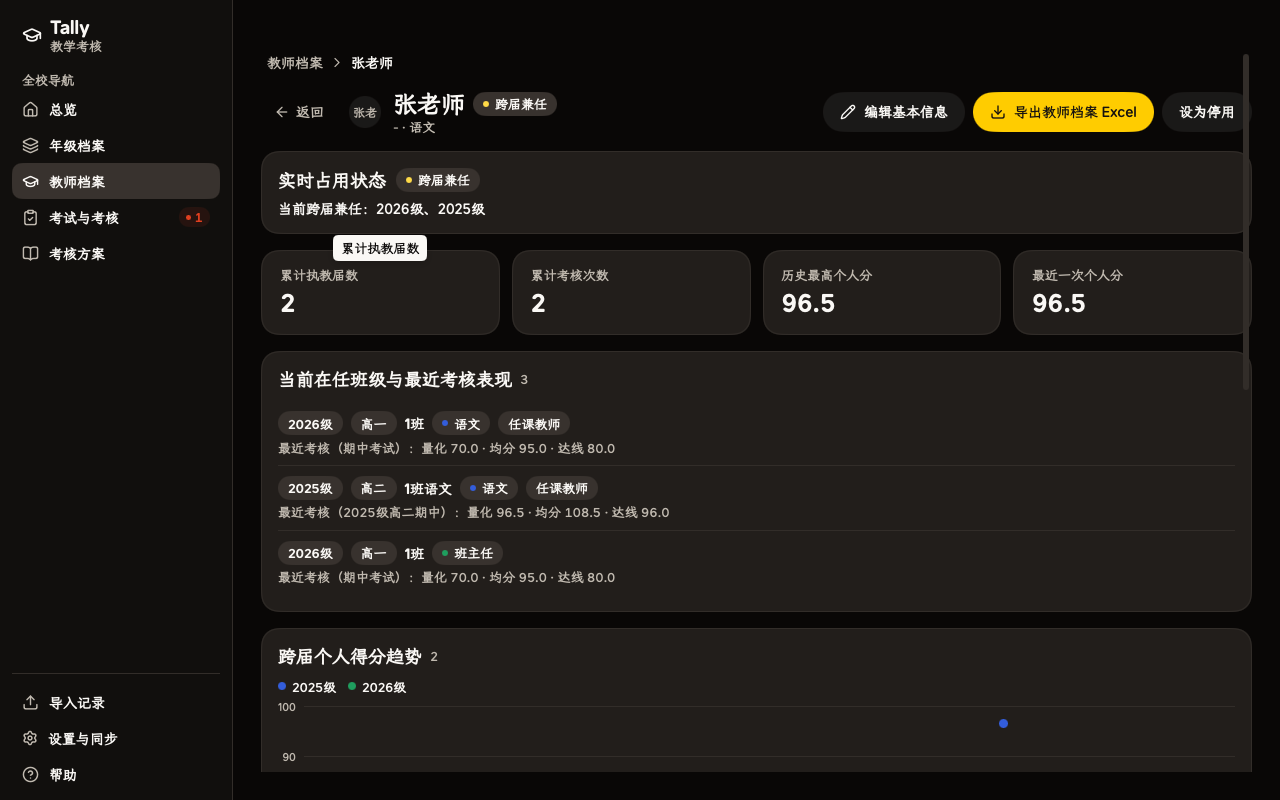 Tally
教学考核
全校导航
总览
年级档案
教师档案
考试与考核 1
考核方案
导入记录
设置与同步
帮助
教师档案 > 张老师
返回
张老
张老师 跨届兼任
- · 语文
编辑基本信息
导出教师档案 Excel
设为停用
实时占用状态 跨届兼任
当前跨届兼任：2026级、2025级
累计执教届数
累计执教届数
2
累计考核次数
2
历史最高个人分
96.5
最近一次个人分
96.5
当前在任班级与最近考核表现 3
2026级 高一 1班 语文 任课教师
最近考核（期中考试）：量化 70.0 · 均分 95.0 · 达线 80.0
2025级 高二 1班语文 语文 任课教师
最近考核（2025级高二期中）：量化 96.5 · 均分 108.5 · 达线 96.0
2026级 高一 1班 班主任
最近考核（期中考试）：量化 70.0 · 均分 95.0 · 达线 80.0
跨届个人得分趋势 2
2025级 2026级
100
90